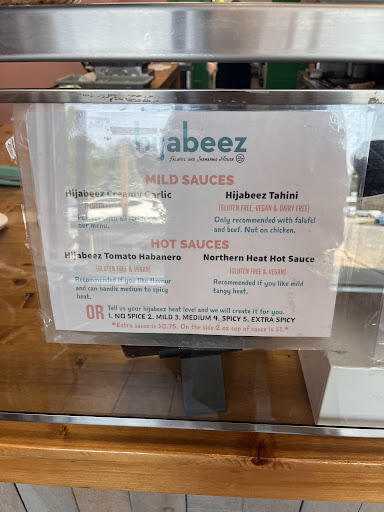 hijabeez
FALAFEL AND SHAWARMA HOUSE
MILD SAUCES
Hijabeez Creamy Garlic
our menu.
Hijabeez Tahini
(GLUTEN FREE, VEGAN & DAIRY FREE)
Only recommended with falafel
and beef. Not on chicken.
HOT SAUCES
Hijabeez Tomato Habanero
(GLUTEN FREE & VEGAN)
Recommended if you like flavour
and can handle medium to spicy
heat.
Northern Heat Hot Sauce
(GLUTEN FREE & VEGAN)
Recommended if you like mild
tangy heat.
OR Tell us your hijabeez heat level and we will create it for you.
1. NO SPICE 2. MILD 3. MEDIUM 4. SPICY 5. EXTRA SPICY
*Extra sauce is $0.75. On the side 2 oz cup of sauce is $1.*